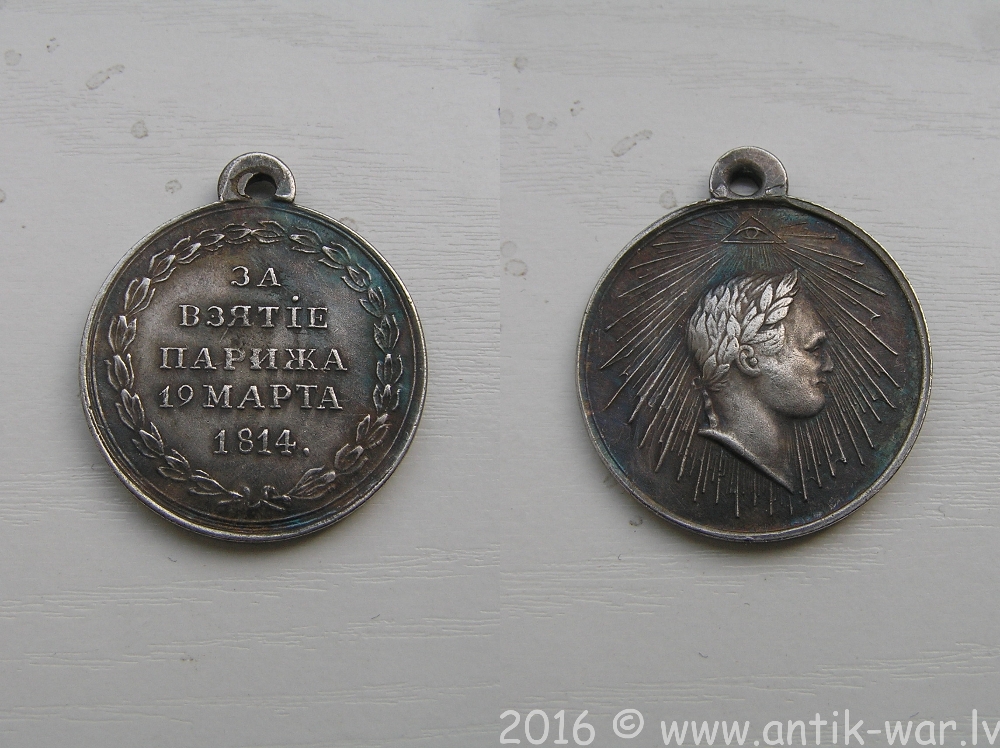 ЗА
ВЗЯТІЕ
ПАРИЖА
19 МАРТА
1814.
2016 © www.antik-war.lv